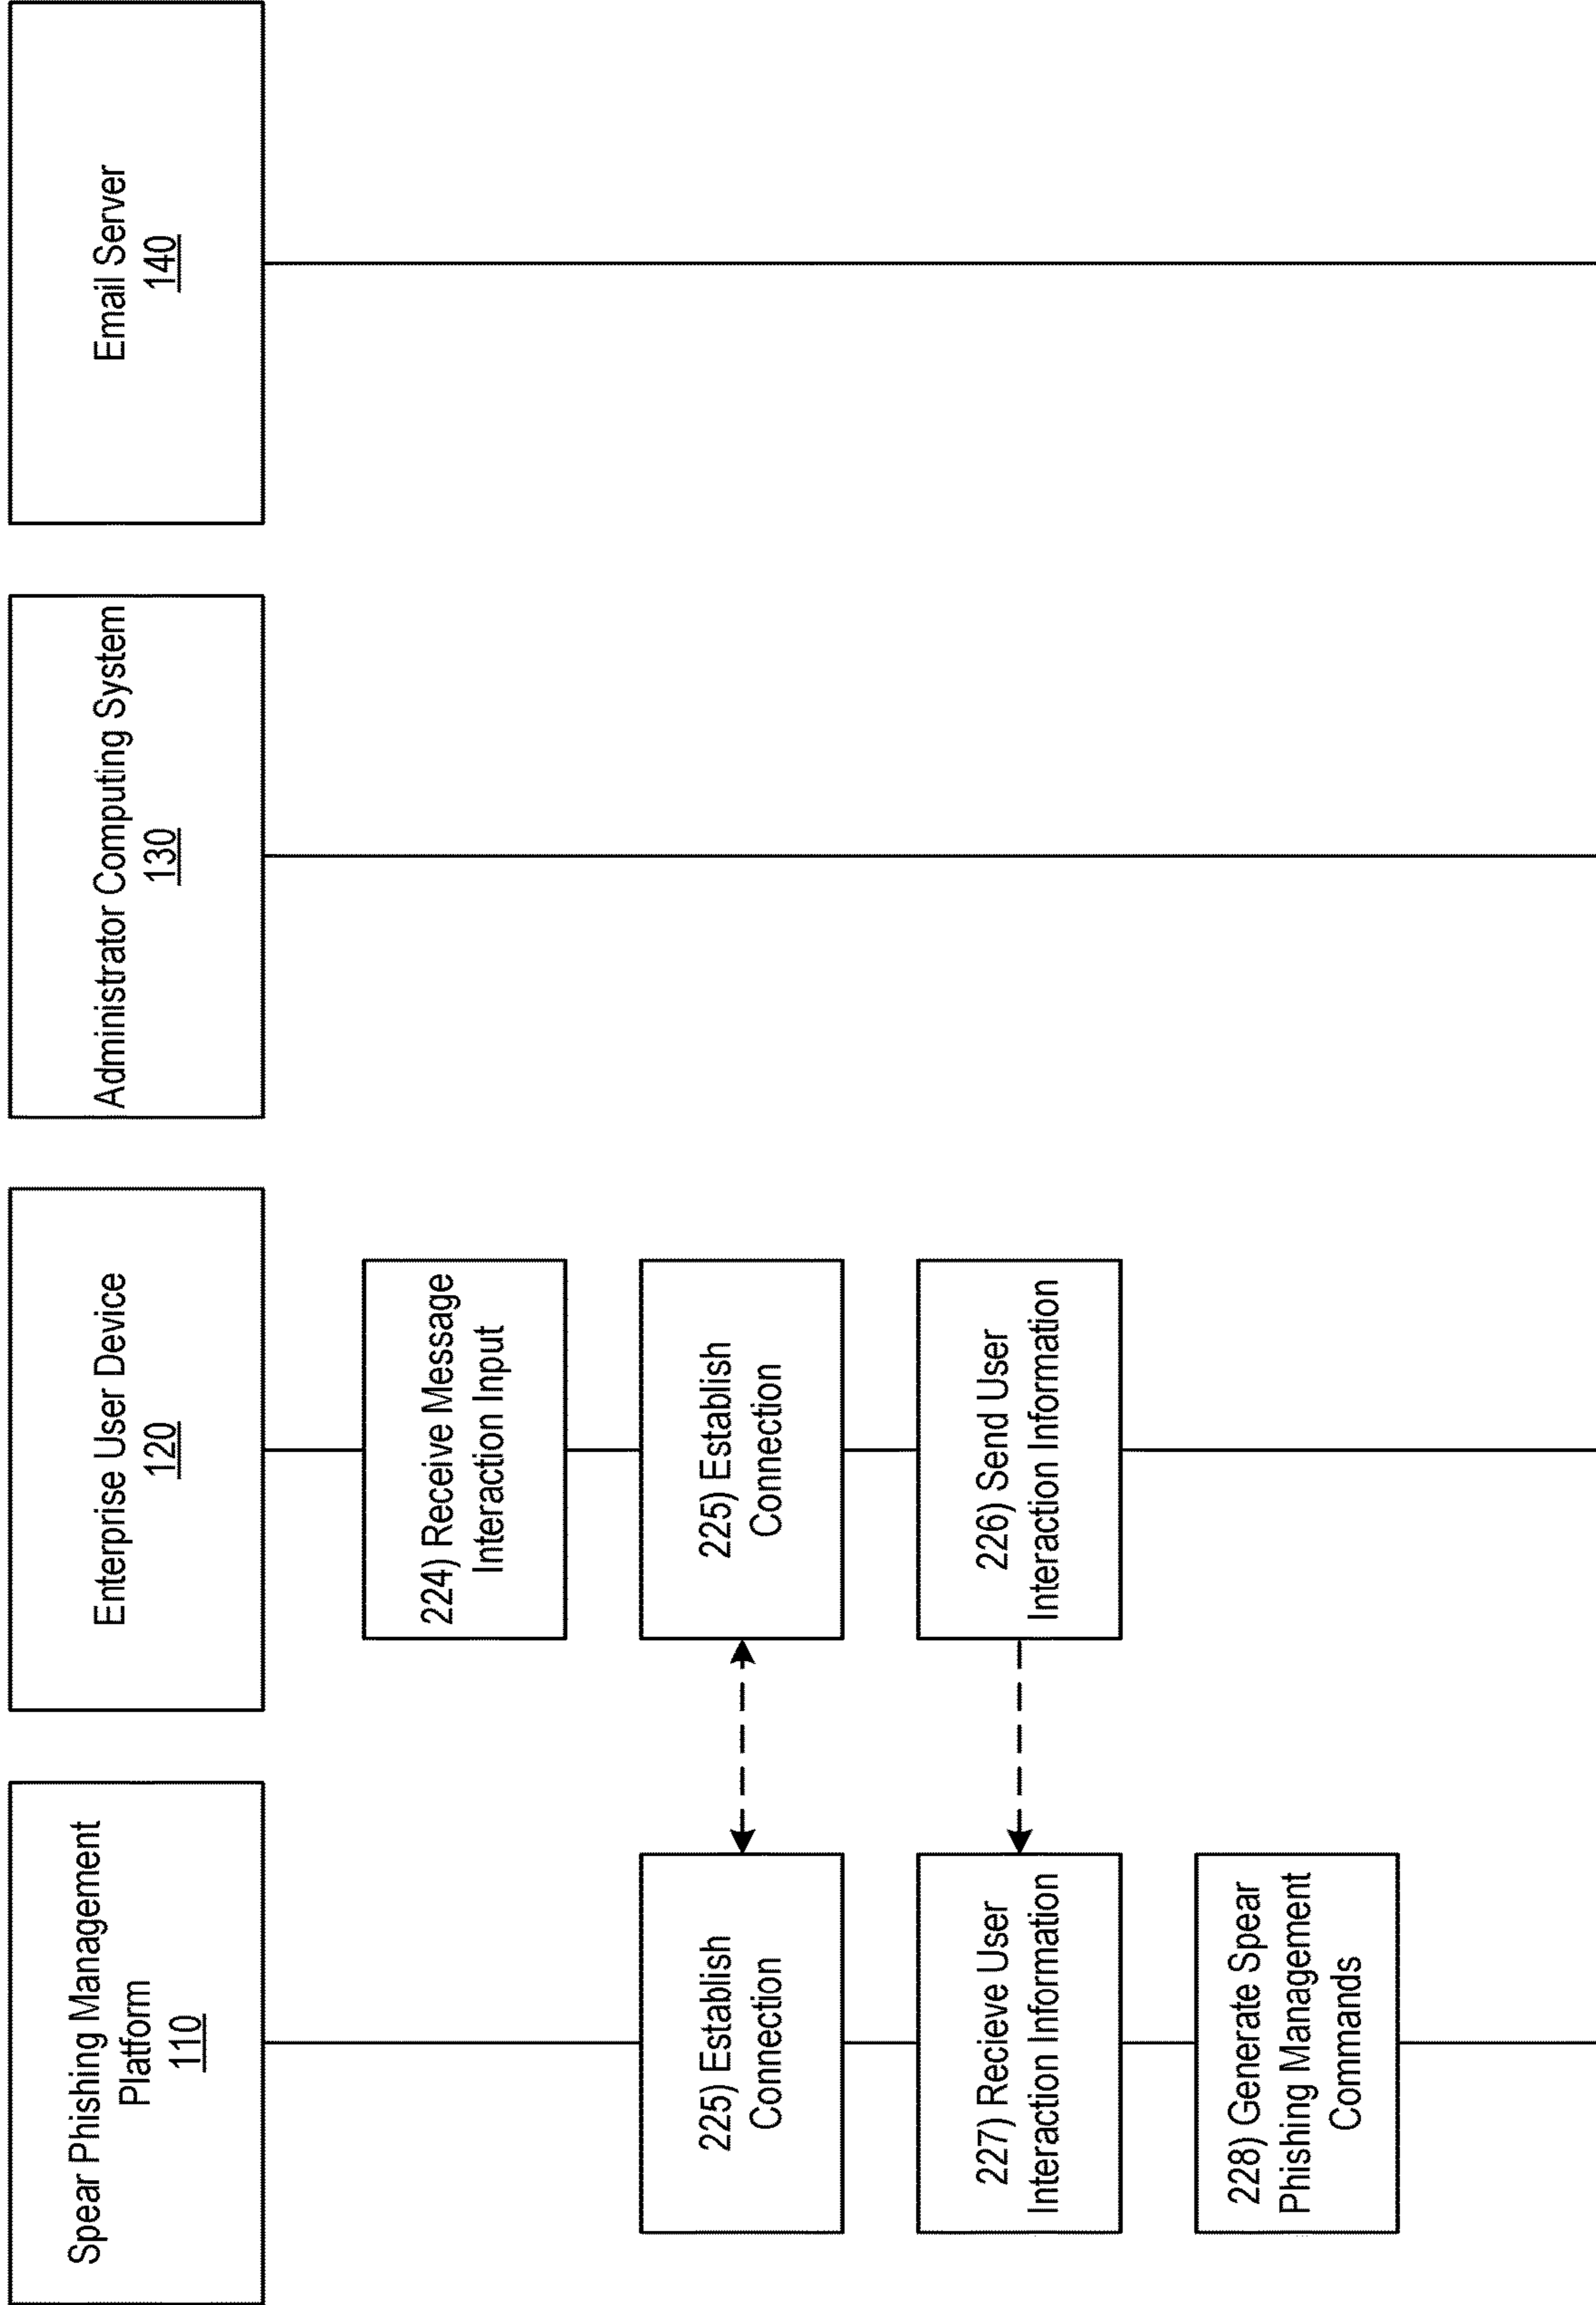 Spear Phishing Management
Platform
110
Enterprise User Device
120
Administrator Computing System
130
Email Server
140
224) Receive Message
Interaction Input
225) Establish
Connection
225) Establish
Connection
227) Recieve User
Interaction Information
226) Send User
Interaction Information
228) Generate Spear
Phishing Management
Commands